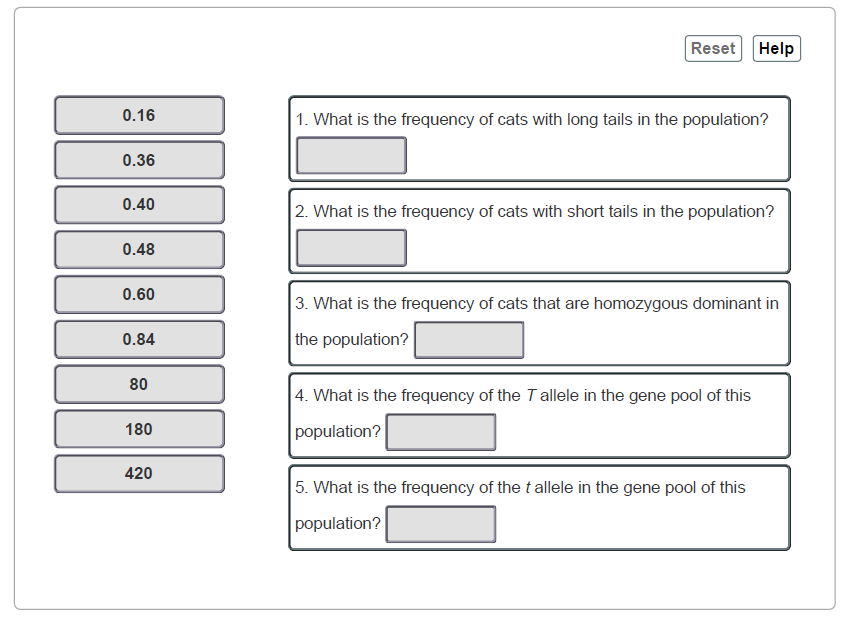 Reset Help
0.16
0.36
0.40
0.48
0.60
0.84
80
180
420
1. What is the frequency of cats with long tails in the population?
2. What is the frequency of cats with short tails in the population?
3. What is the frequency of cats that are homozygous dominant in
the population?
4. What is the frequency of the T allele in the gene pool of this
population?
5. What is the frequency of the t allele in the gene pool of this
population?